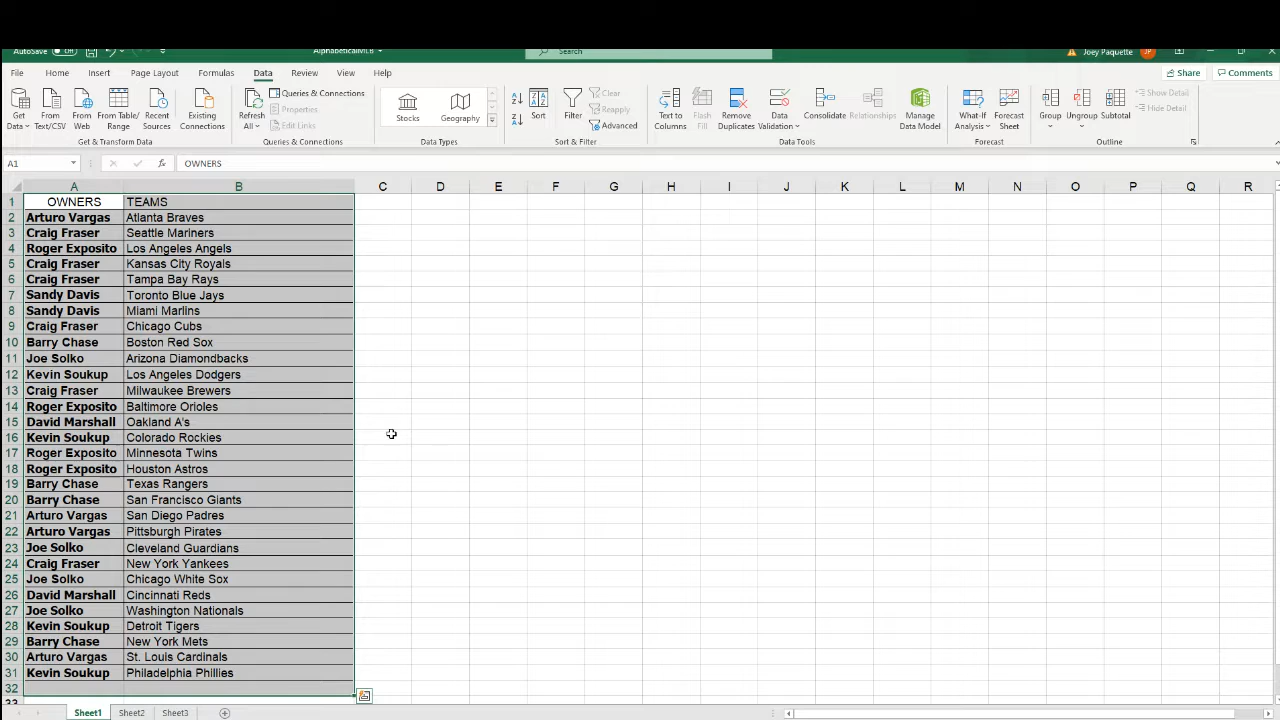 AutoSave Off AlphabeticalMLB Search Joey Paquette JP
File Home Insert Page Layout Formulas Data Review View Help Share Comments
Get Data From Text/CSV From Web From Table/ Range Recent Sources Existing Connections Refresh All Queries & Connections Properties Edit Links Stocks Geography Sort Filter Clear Reapply Advanced Text to Columns Flash Fill Remove Duplicates Data Validation Consolidate Relationships Manage Data Model What-If Analysis Forecast Sheet Group Ungroup Subtotal Show Detail Hide Detail
Get & Transform Data Queries & Connections Data Types Sort & Filter Data Tools Forecast Outline
A1 fx OWNERS
A B C D E F G H I J K L M N O P Q R
1 OWNERS TEAMS
2 Arturo Vargas Atlanta Braves
3 Craig Fraser Seattle Mariners
4 Roger Exposito Los Angeles Angels
5 Craig Fraser Kansas City Royals
6 Craig Fraser Tampa Bay Rays
7 Sandy Davis Toronto Blue Jays
8 Sandy Davis Miami Marlins
9 Craig Fraser Chicago Cubs
10 Barry Chase Boston Red Sox
11 Joe Solko Arizona Diamondbacks
12 Kevin Soukup Los Angeles Dodgers
13 Craig Fraser Milwaukee Brewers
14 Roger Exposito Baltimore Orioles
15 David Marshall Oakland A's
16 Kevin Soukup Colorado Rockies
17 Roger Exposito Minnesota Twins
18 Roger Exposito Houston Astros
19 Barry Chase Texas Rangers
20 Barry Chase San Francisco Giants
21 Arturo Vargas San Diego Padres
22 Arturo Vargas Pittsburgh Pirates
23 Joe Solko Cleveland Guardians
24 Craig Fraser New York Yankees
25 Joe Solko Chicago White Sox
26 David Marshall Cincinnati Reds
27 Joe Solko Washington Nationals
28 Kevin Soukup Detroit Tigers
29 Barry Chase New York Mets
30 Arturo Vargas St. Louis Cardinals
31 Kevin Soukup Philadelphia Phillies
32
33
Sheet1 Sheet2 Sheet3